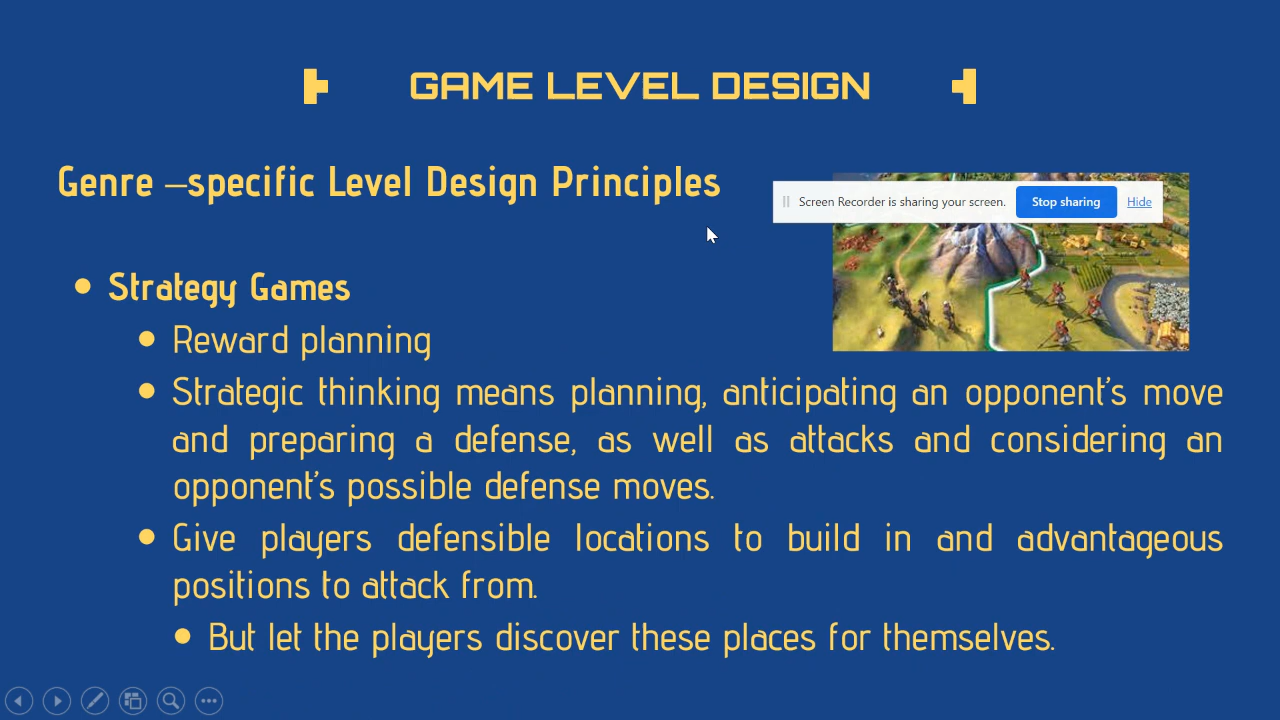 GAME LEVEL DESIGN
Genre –specific Level Design Principles
Screen Recorder is sharing your screen. Stop sharing Hide
Strategy Games
Reward planning
Strategic thinking means planning, anticipating an opponent's move
and preparing a defense, as well as attacks and considering an
opponent's possible defense moves.
Give players defensible locations to build in and advantageous
positions to attack from.
But let the players discover these places for themselves.